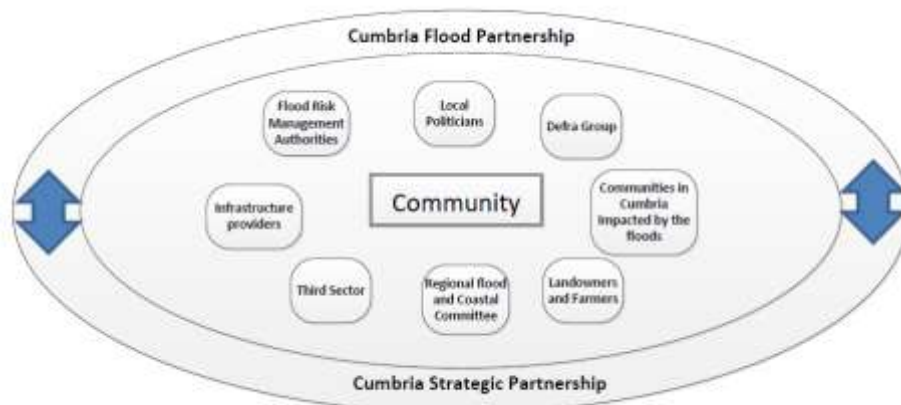 Cumbria Flood Partnership
Flood Risk
Management
Authorities
Local
Politicians
Defra Group
Infrastructure
providers
Community
Communities in
Cumbria
Impacted by the
floods
Third Sector
Regional flood
and Coastal
Committee
Landowners
and Farmers
Cumbria Strategic Partnership